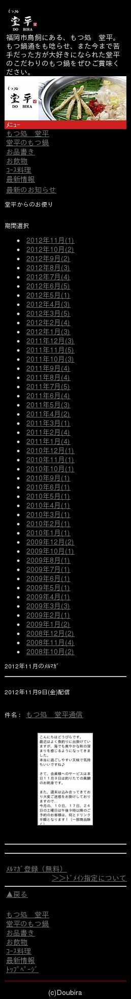 もつ処
堂平
DO BIRA
福岡市鳥飼にある、もつ処　堂平。
もつ鍋通をも唸らせ、また今まで苦
手だった方が大好きになられた堂平
のこだわりのもつ鍋をぜひご賞味く
ださい。
もつ処
堂平
DO BIRA
ﾒﾆｭｰ
もつ処　堂平
堂平のもつ鍋
お品書き
お飲物
ｺｰｽ料理
最新情報
最新のお知らせ
堂平からのお便り
期間選択
2012年11月(1)
2012年10月(2)
2012年9月(2)
2012年8月(3)
2012年7月(4)
2012年6月(5)
2012年5月(1)
2012年4月(3)
2012年3月(5)
2012年2月(4)
2012年1月(3)
2011年12月(3)
2011年11月(5)
2011年10月(3)
2011年9月(4)
2011年8月(4)
2011年7月(5)
2011年6月(4)
2011年5月(3)
2011年4月(2)
2011年3月(1)
2011年2月(4)
2011年1月(4)
2010年12月(1)
2010年11月(1)
2010年10月(1)
2010年9月(1)
2010年6月(1)
2010年5月(1)
2010年4月(1)
2010年3月(1)
2010年2月(1)
2010年1月(1)
2009年12月(2)
2009年10月(1)
2009年8月(1)
2009年7月(1)
2009年6月(1)
2009年5月(1)
2009年4月(1)
2009年3月(3)
2009年2月(1)
2009年1月(2)
2008年12月(2)
2008年11月(4)
2008年10月(2)
2012年11月のﾒﾙﾏｶﾞ
2012年11月9日(金)配信
件名： もつ処　堂平通信
こんにちはどうびらです。
最近はよく魚釣りに出掛けてい
ますが、海でも爽やかな秋の深
まりを感じるようになってきま
した。
本当に過ごしやすい天候で気持
ちいいですね♪
さて、会員様へのサービスは本
日１１月９日は釣りたての真鯛
のお刺身です。
また、週末は込み合ってきてお
り大変ご迷惑をお掛けしており
ますので…
今月の、１０日、１７日、２４
日の土曜日は午後９時以降のご
予約のお客様は、何とドリンク
半額となります！（一部商品除
く）
ﾒﾙﾏｶﾞ登録（無料）
＞＞ﾄﾞﾒｲﾝ指定について
▲戻る
もつ処　堂平
堂平のもつ鍋
お品書き
お飲物
ｺｰｽ料理
最新情報
ﾄｯﾌﾟﾍﾟｰｼﾞ
(c)Doubira